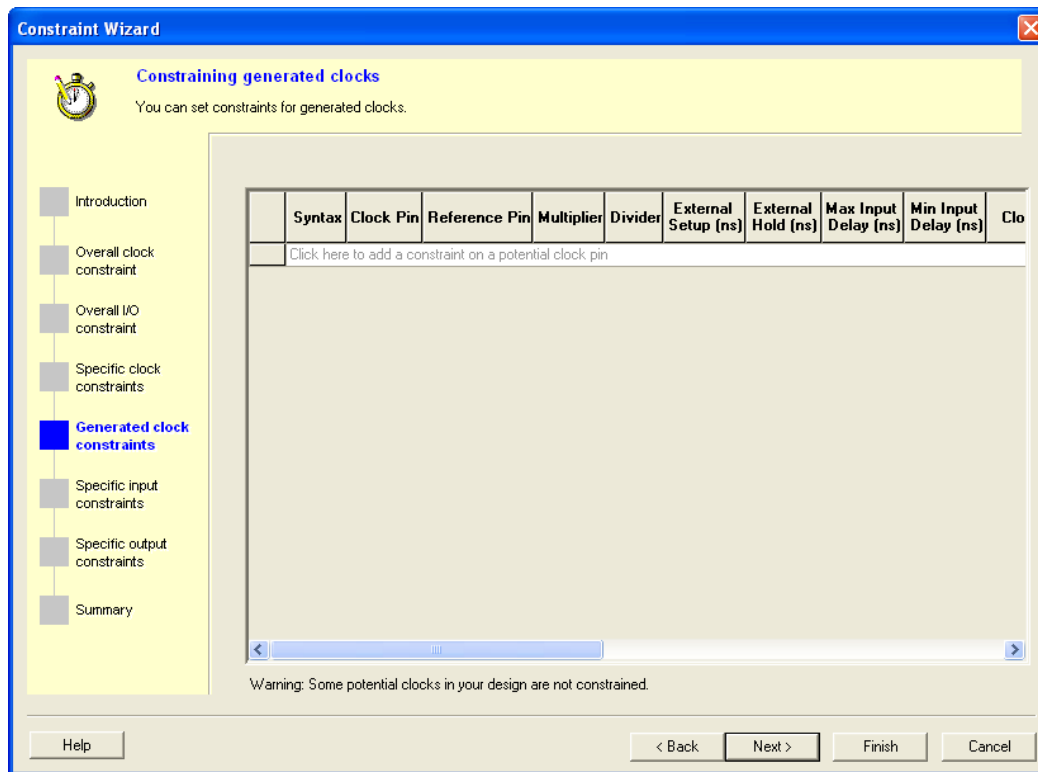 Constraint Wizard
Constraining generated clocks
You can set constraints for generated clocks.
Introduction
Overall clock
constraint
Overall I/O
constraint
Specific clock
constraints
Generated clock
constraints
Specific input
constraints
Specific output
constraints
Summary
Syntax Clock Pin Reference Pin Multiplier Divider External Setup (ns) External Hold (ns) Max Input Delay (ns) Min Input Delay (ns) Clo
Click here to add a constraint on a potential clock pin
Warning: Some potential clocks in your design are not constrained.
Help < Back Next > Finish Cancel